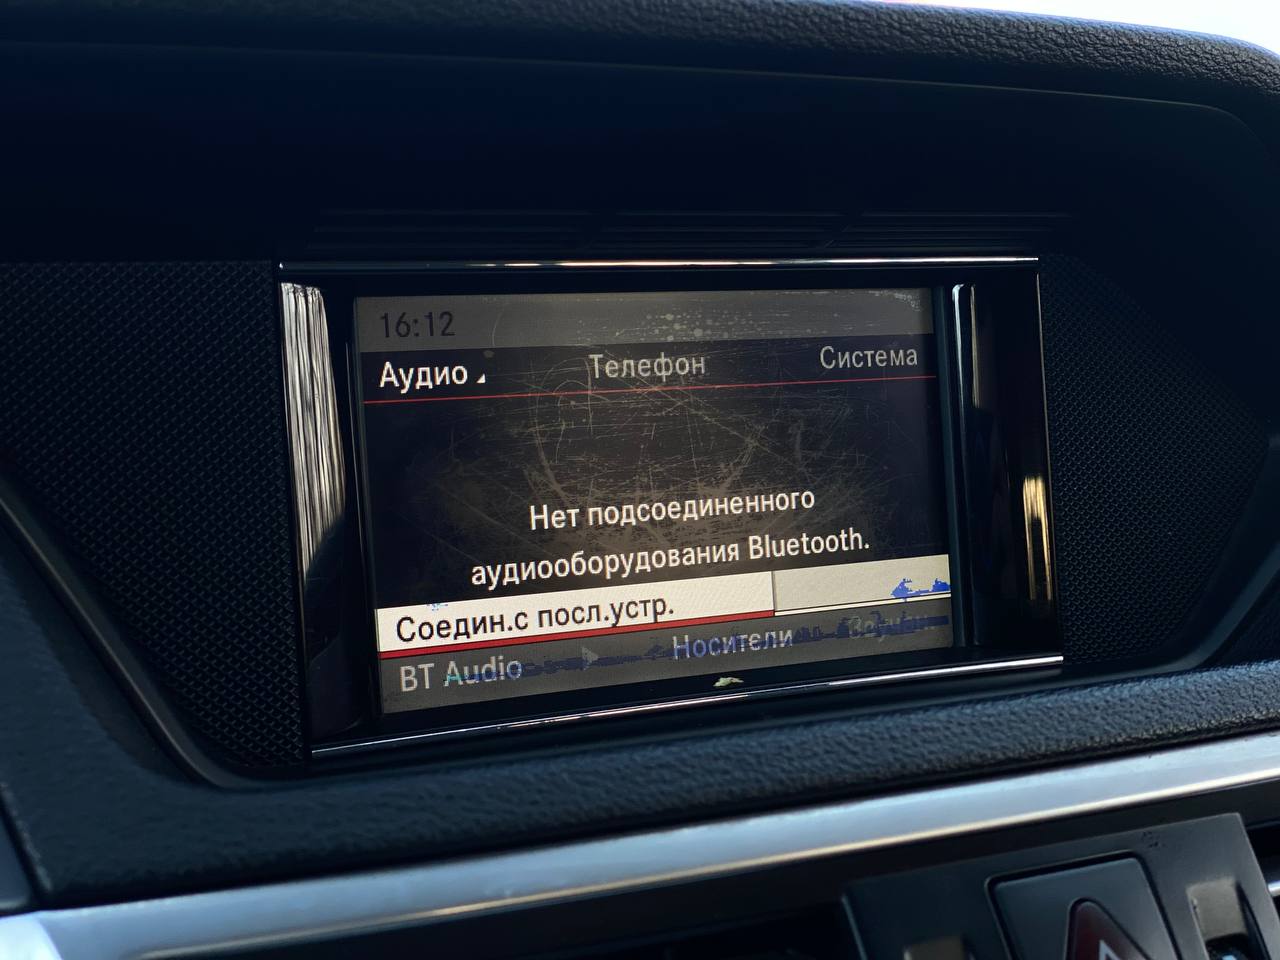 16:12
Аудио Телефон Система
Нет подсоединенного
аудиооборудования Bluetooth.
Соедин.с посл.устр.
BT Audio Носители